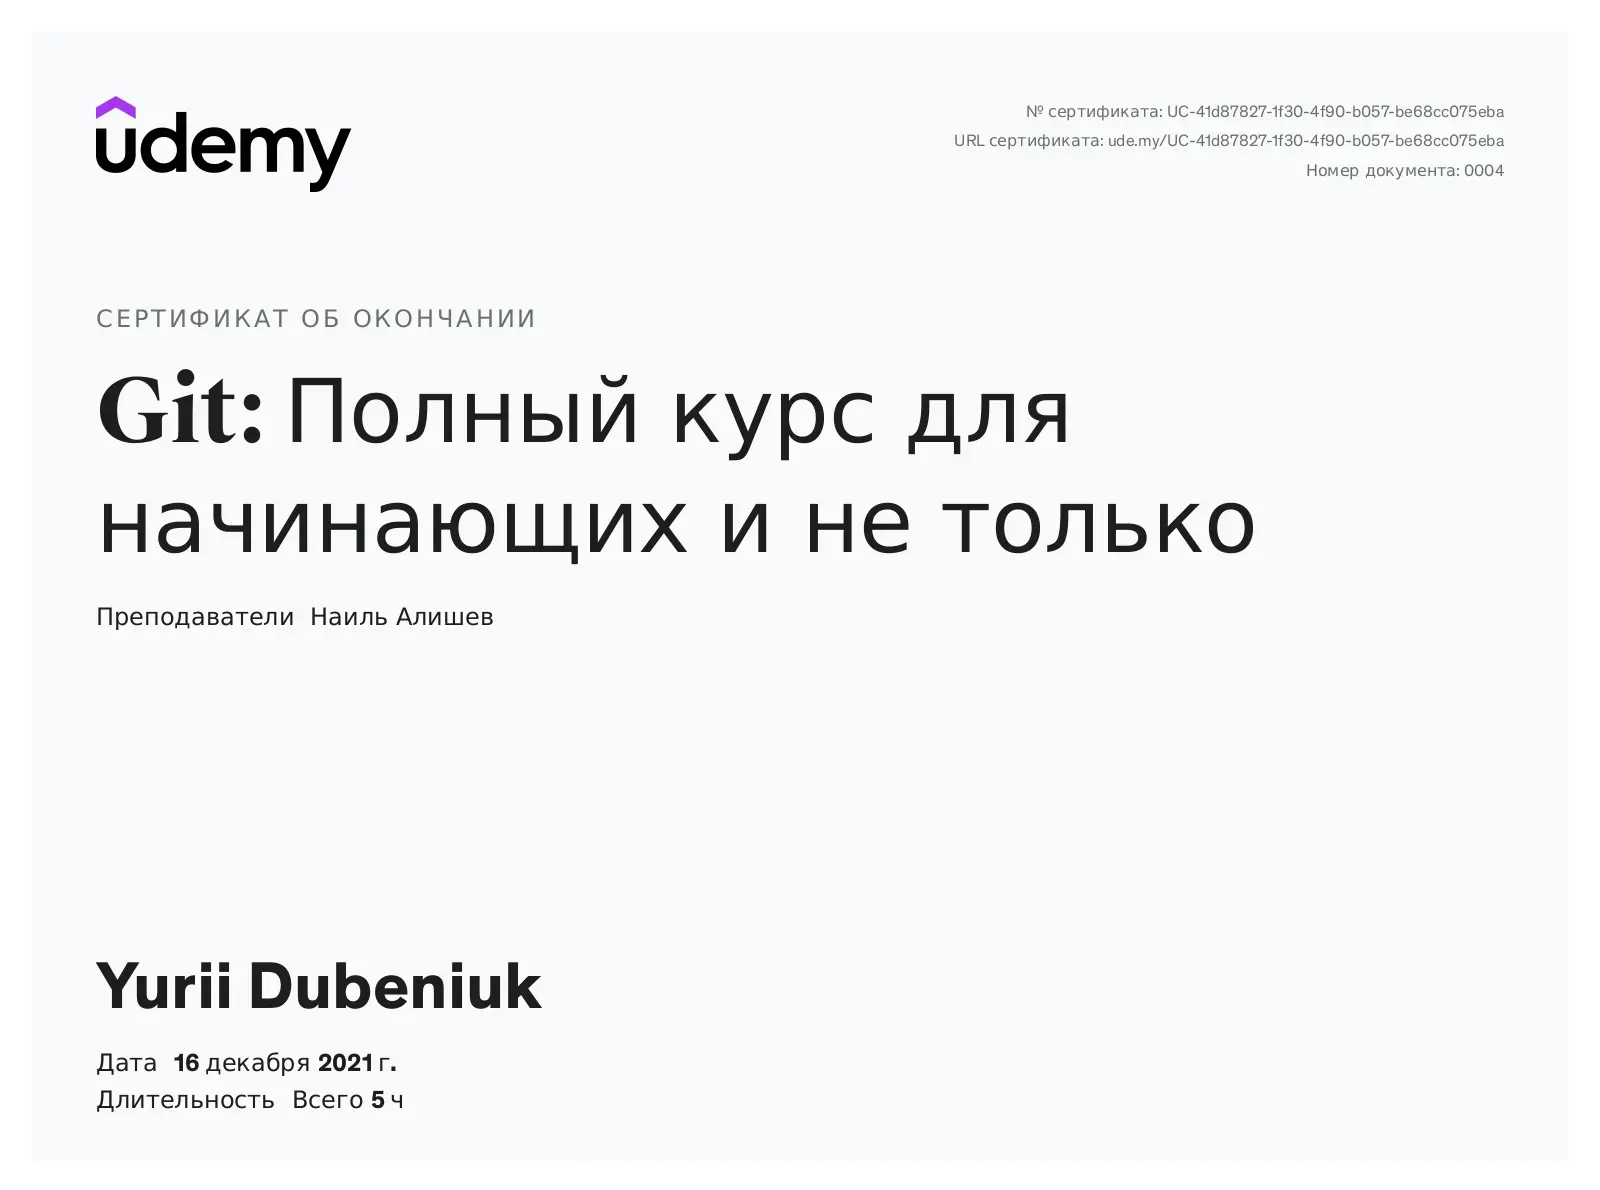 udemy
№ сертификата: UC-41d87827-1f30-4f90-b057-be68cc075eba
URL сертификата: ude.my/UC-41d87827-1f30-4f90-b057-be68cc075eba
Номер документа: 0004
СЕРТИФИКАТ ОБ ОКОНЧАНИИ
Git: Полный курс для
начинающих и не только
Преподаватели Наиль Алишев
Yurii Dubeniuk
Дата 16 декабря 2021 г.
Длительность Всего 5 ч